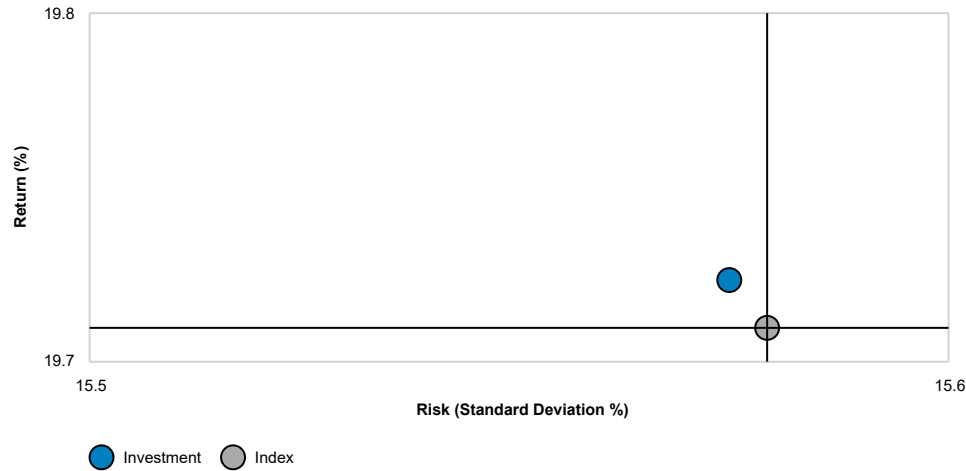 19.8
Return (%)
19.7
15.5
15.6
Risk (Standard Deviation %)
Investment
Index